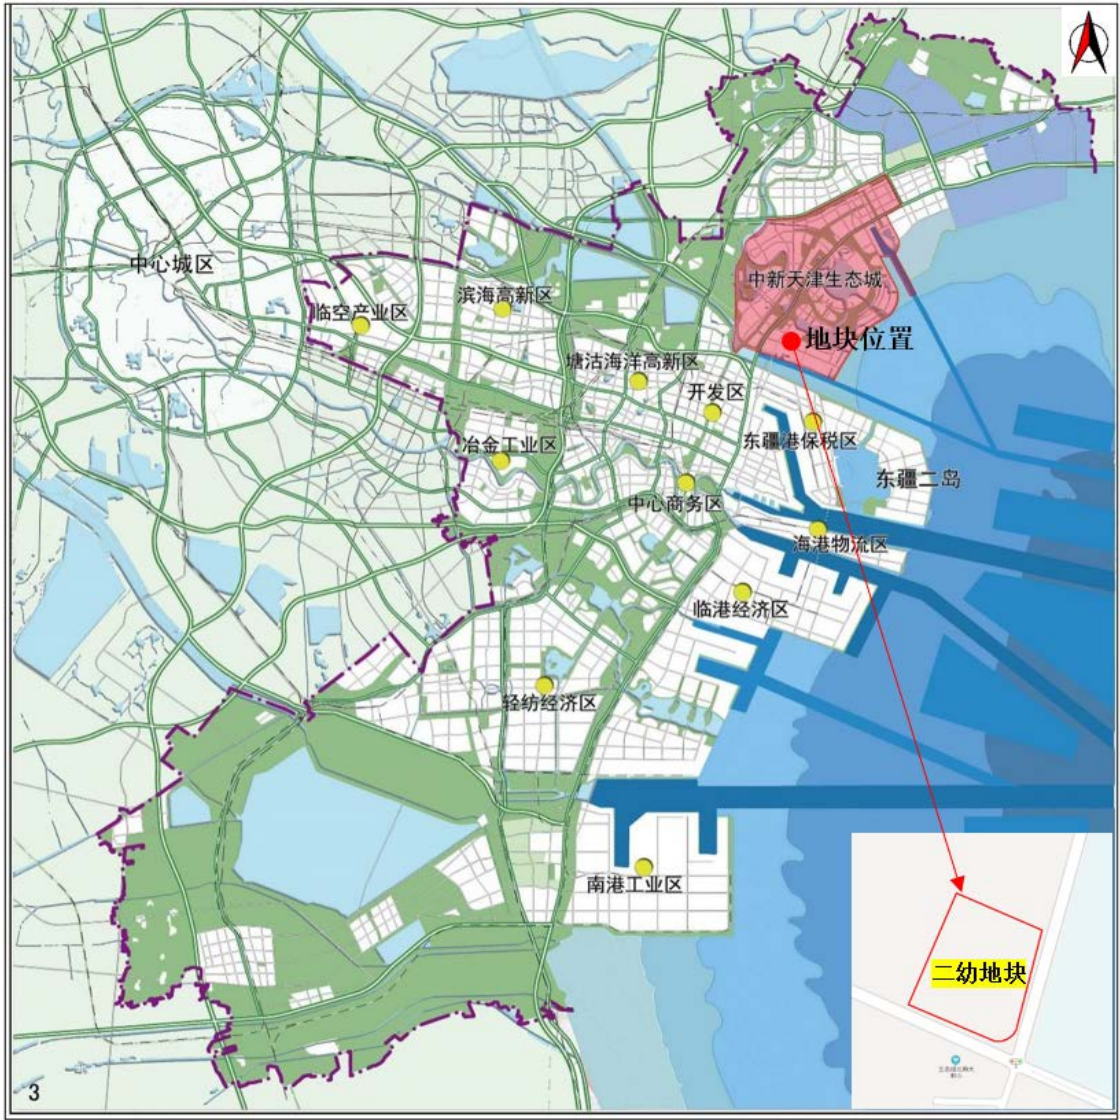 中新天津生态城
中心城区
滨海高新区
临空产业区
地块位置
塘沽海洋高新区
开发区
东疆港保税区
冶金工业区
东疆二岛
中心商务区
海港物流区
临港经济区
轻纺经济区
南港工业区
二幼地块
3